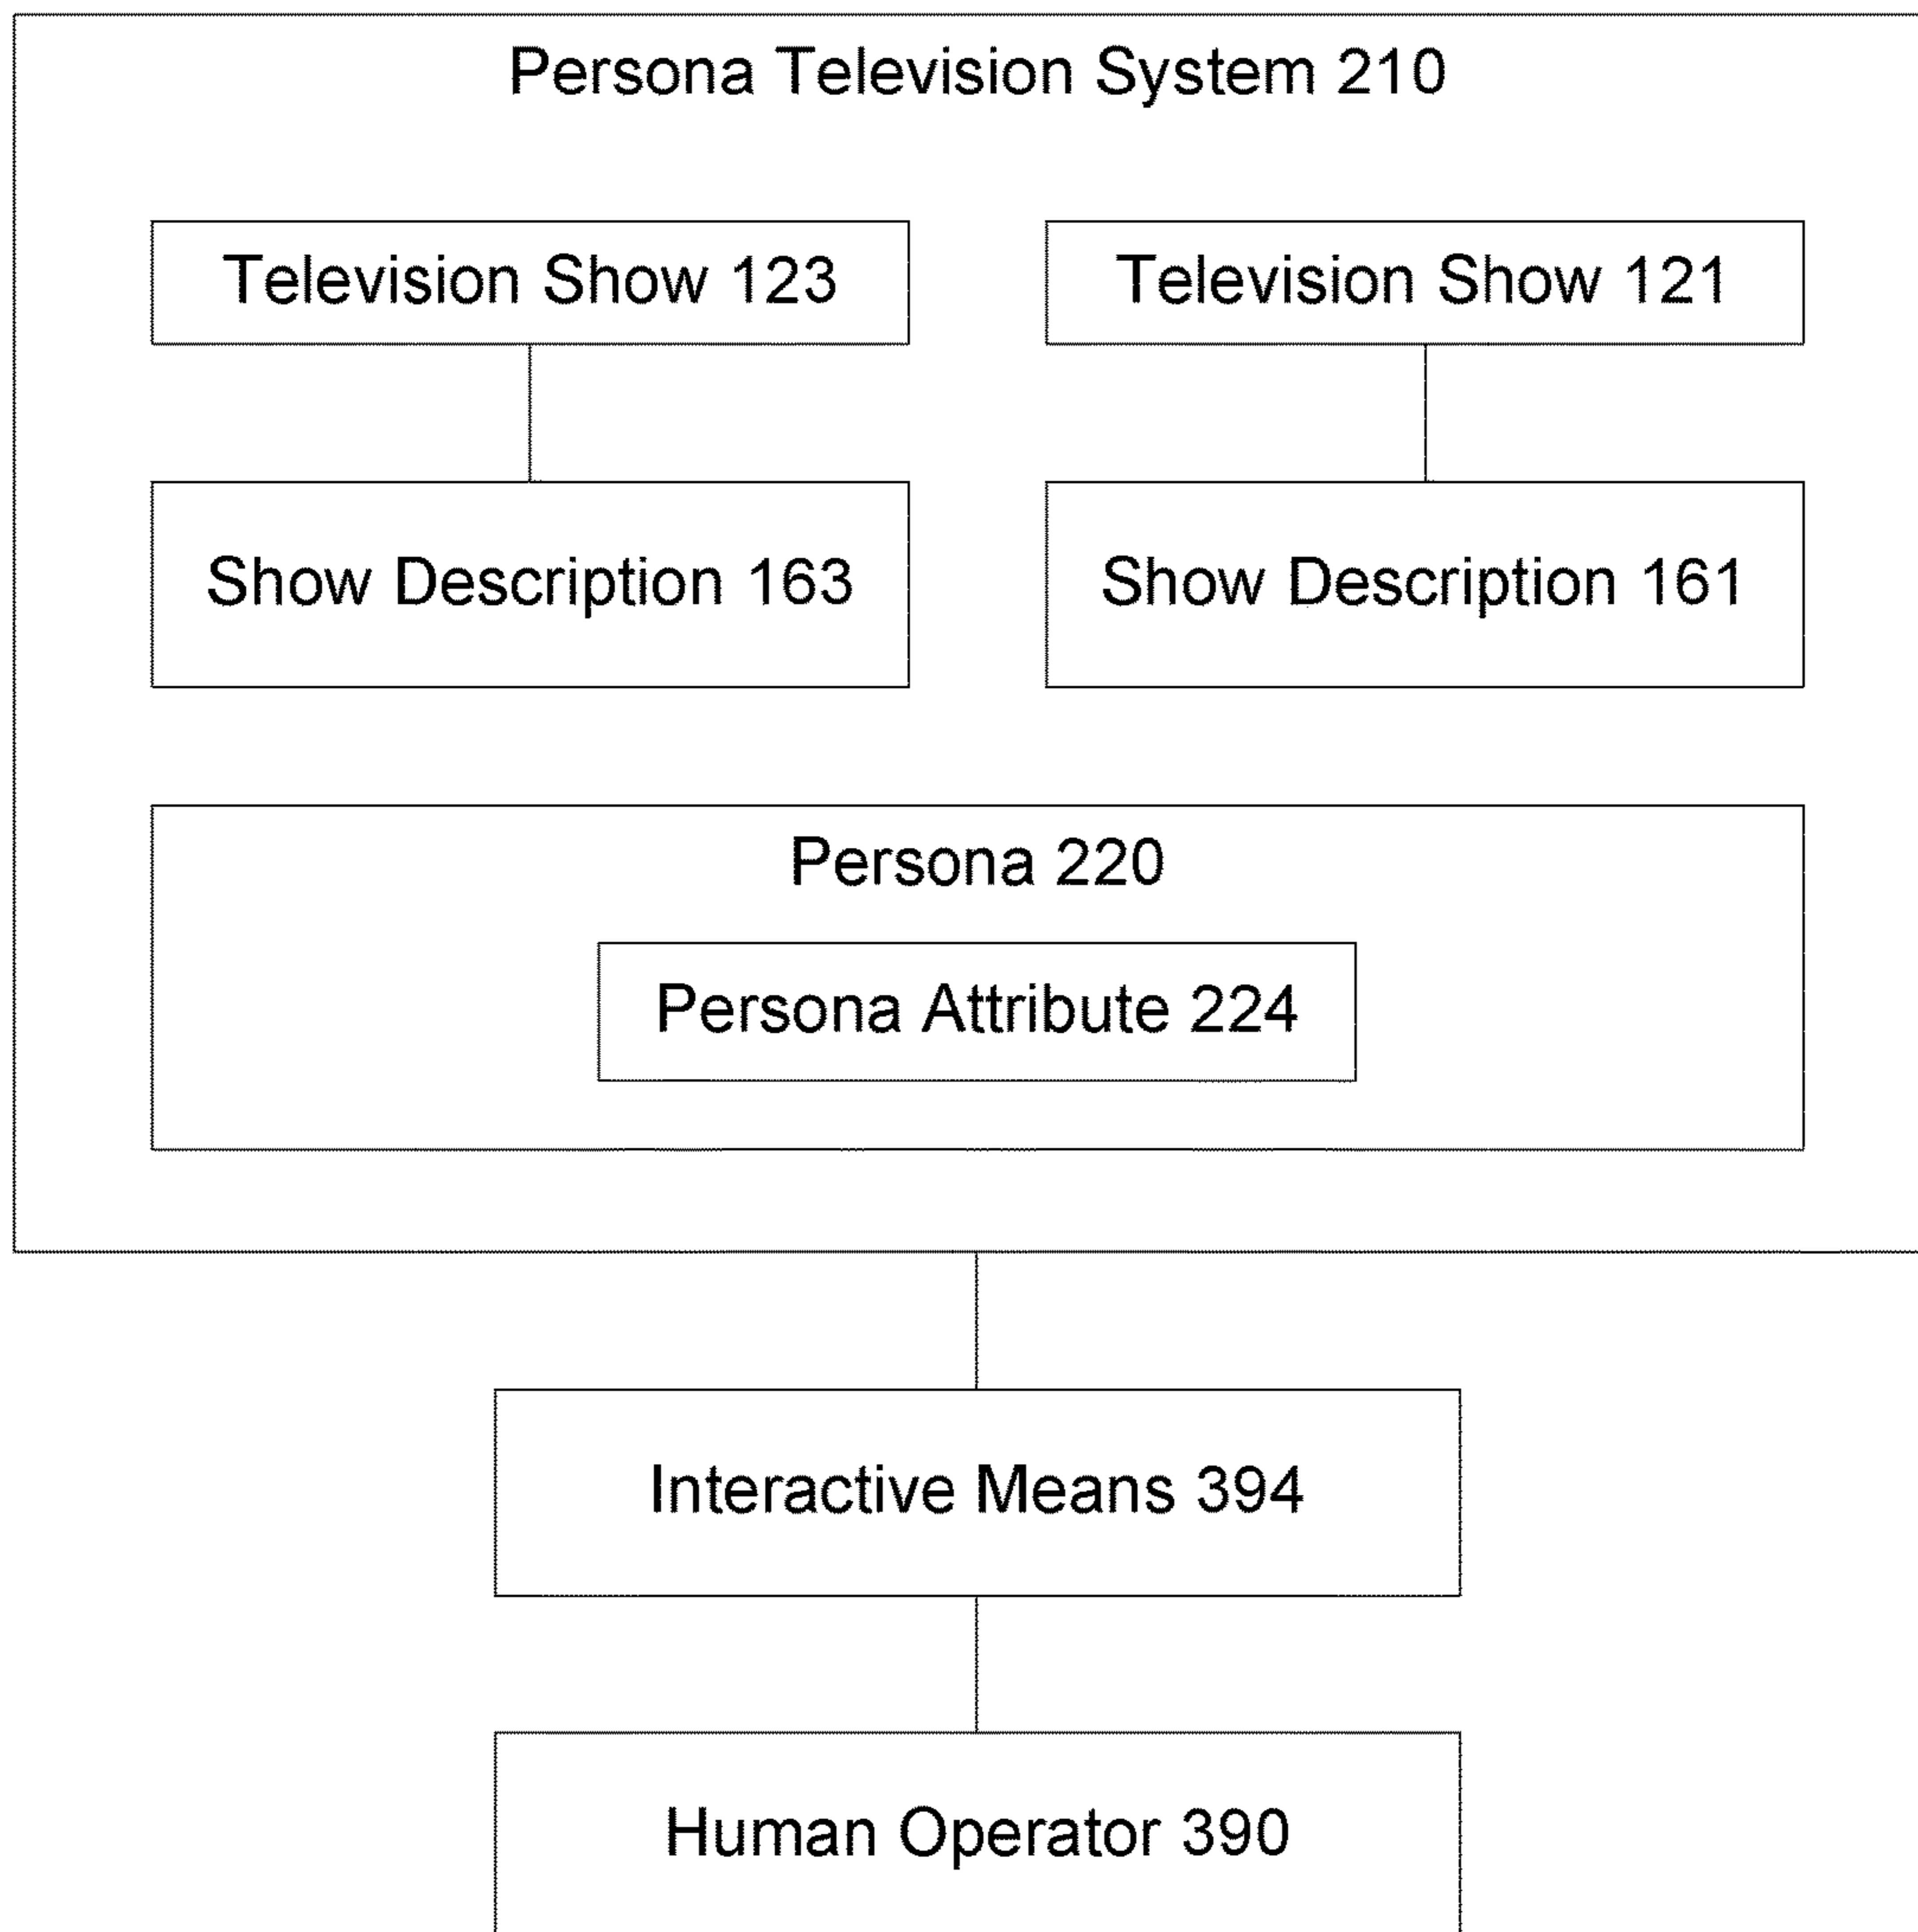 Persona Television System 210
Television Show 123
Television Show 121
Show Description 163
Show Description 161
Persona 220
Persona Attribute 224
Interactive Means 394
Human Operator 390